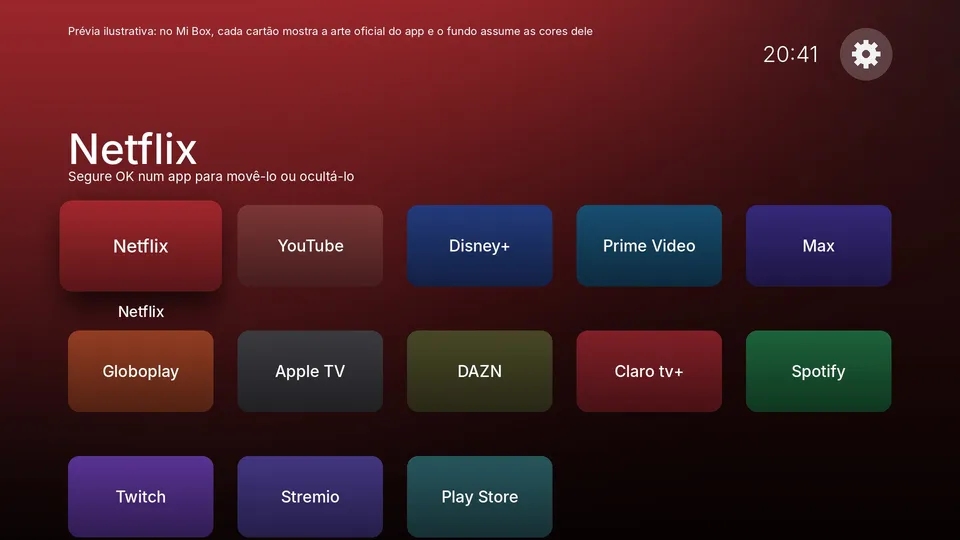 Prévia ilustrativa: no Mi Box, cada cartão mostra a arte oficial do app e o fundo assume as cores dele
20:41
Netflix
Segure OK num app para movê-lo ou ocultá-lo
Netflix
YouTube
Disney+
Prime Video
Max
Netflix
Globoplay
Apple TV
DAZN
Claro tv+
Spotify
Twitch
Stremio
Play Store